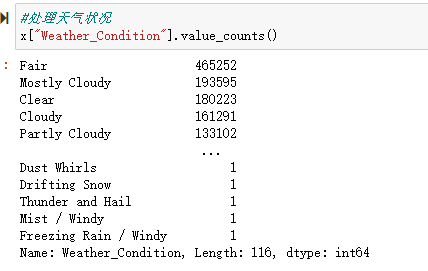 #处理天气状况
x["Weather_Condition"].value_counts()
: Fair 465252
Mostly Cloudy 193595
Clear 180223
Cloudy 161291
Partly Cloudy 133102
...
Dust Whirls 1
Drifting Snow 1
Thunder and Hail 1
Mist / Windy 1
Freezing Rain / Windy 1
Name: Weather_Condition, Length: 116, dtype: int64